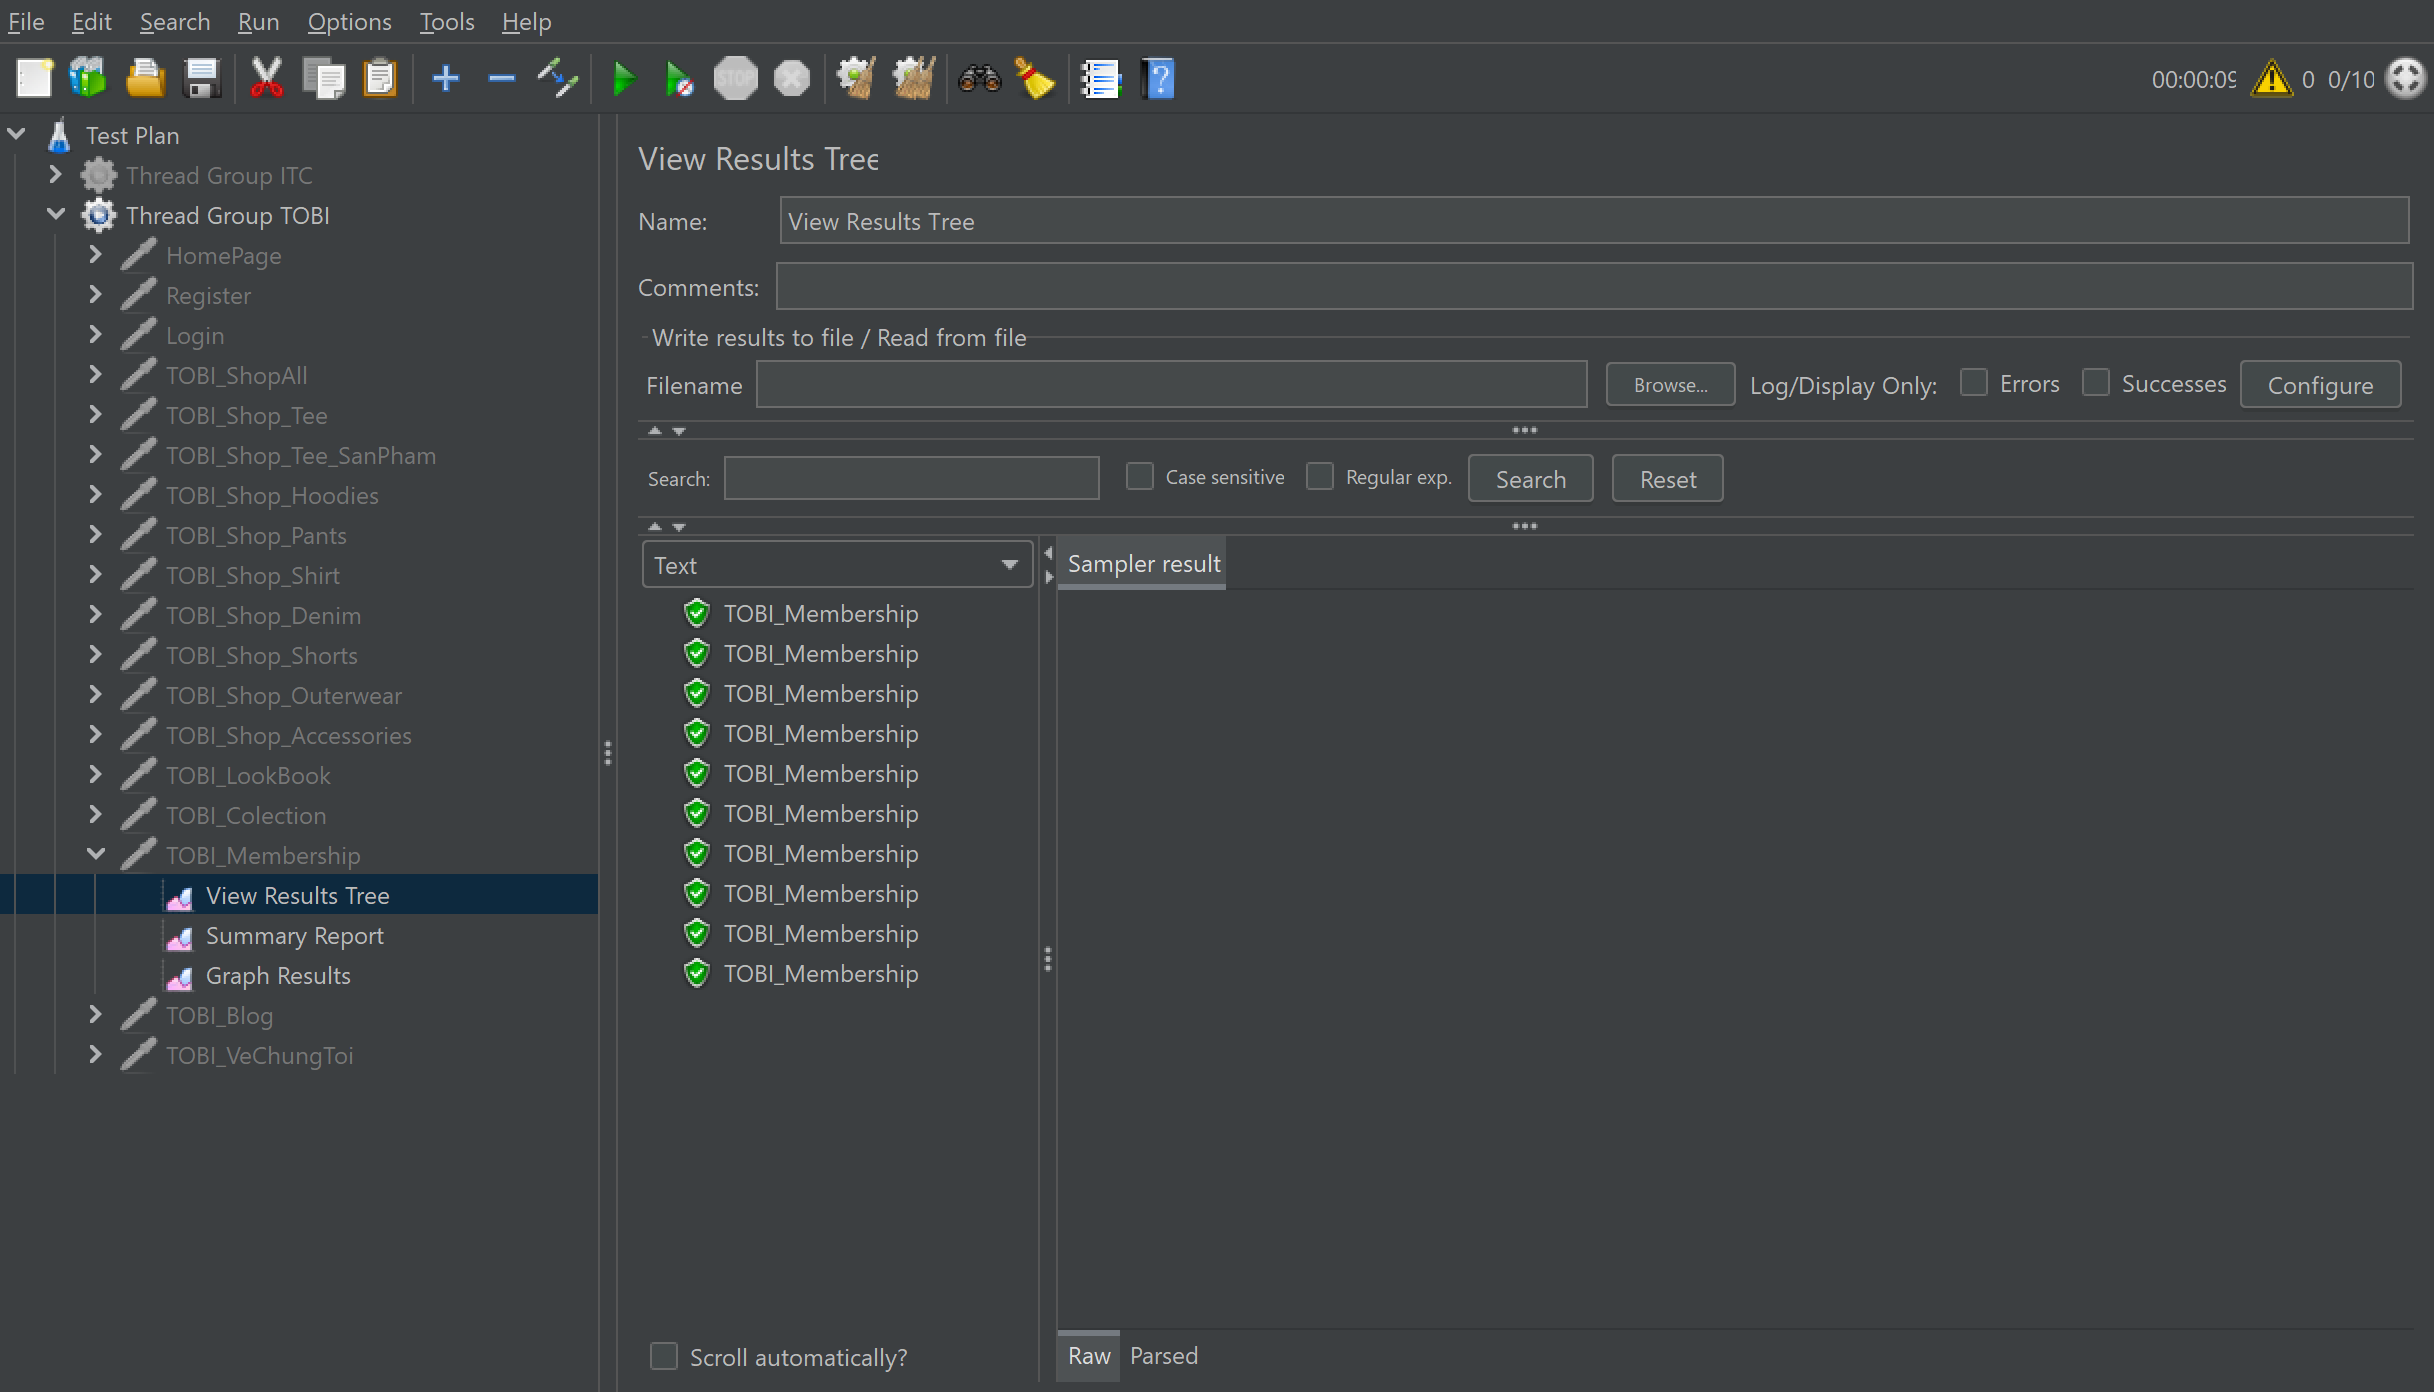 File Edit Search Run Options Tools Help
STOP
00:00:09 0 0/10
Test Plan
Thread Group ITC
Thread Group TOBI
HomePage
Register
Login
TOBI_ShopAll
TOBI_Shop_Tee
TOBI_Shop_Tee_SanPham
TOBI_Shop_Hoodies
TOBI_Shop_Pants
TOBI_Shop_Shirt
TOBI_Shop_Denim
TOBI_Shop_Shorts
TOBI_Shop_Outerwear
TOBI_Shop_Accessories
TOBI_LookBook
TOBI_Colection
TOBI_Membership
View Results Tree
Summary Report
Graph Results
TOBI_Blog
TOBI_VeChungToi
View Results Tree
Name: View Results Tree
Comments:
Write results to file / Read from file
Filename Browse... Log/Display Only: Errors Successes Configure
Search: Case sensitive Regular exp. Search Reset
Text
Sampler result
TOBI_Membership
TOBI_Membership
TOBI_Membership
TOBI_Membership
TOBI_Membership
TOBI_Membership
TOBI_Membership
TOBI_Membership
TOBI_Membership
TOBI_Membership
Scroll automatically?
Raw Parsed